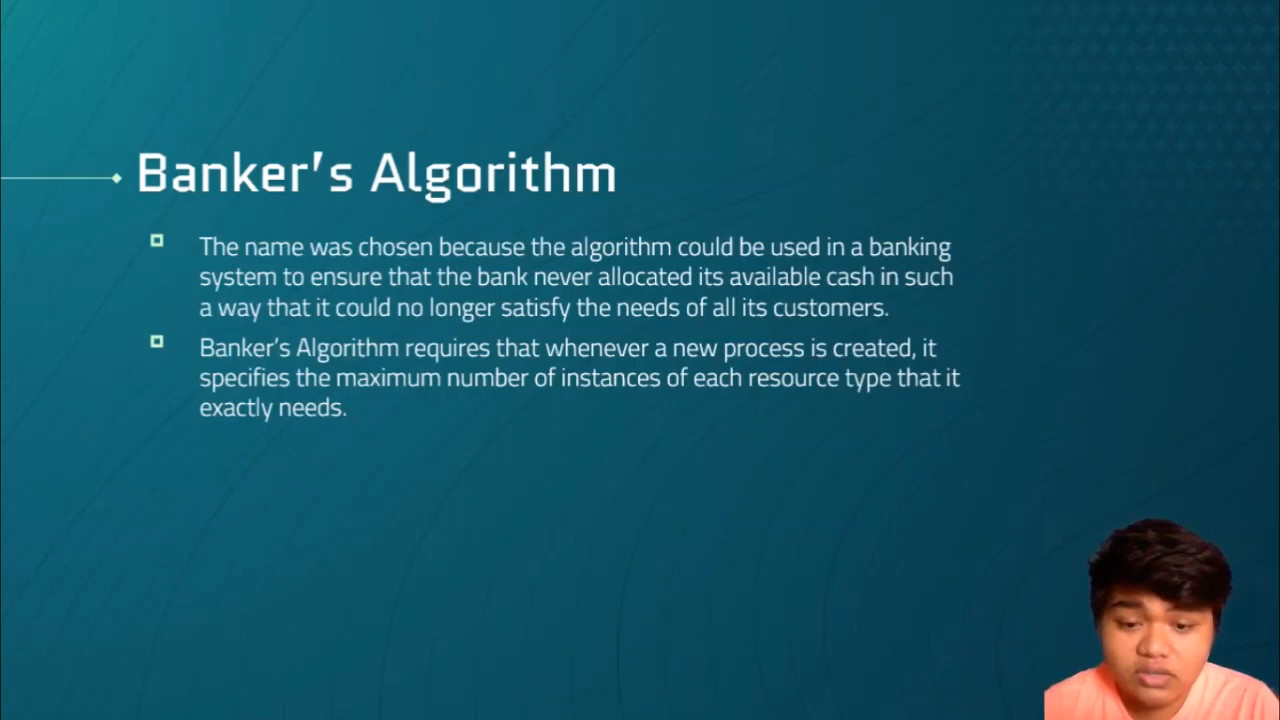 Banker's Algorithm
The name was chosen because the algorithm could be used in a banking
system to ensure that the bank never allocated its available cash in such
a way that it could no longer satisfy the needs of all its customers.
Banker's Algorithm requires that whenever a new process is created, it
specifies the maximum number of instances of each resource type that it
exactly needs.